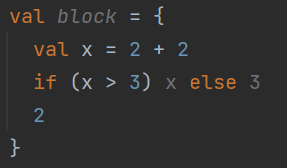 val block = {
  val x = 2 + 2
  if (x > 3) x else 3
  2
}